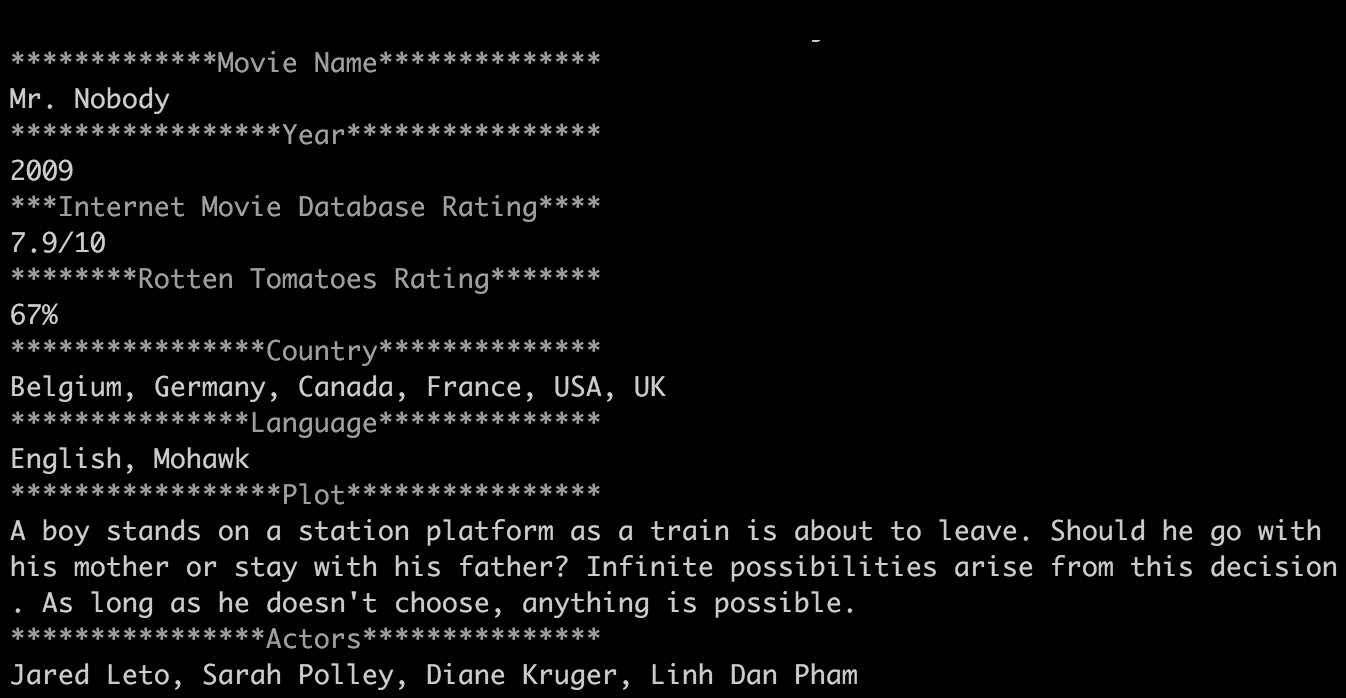 *************Movie Name**************
Mr. Nobody
*****************Year****************
2009
***Internet Movie Database Rating****
7.9/10
********Rotten Tomatoes Rating*******
67%
****************Country**************
Belgium, Germany, Canada, France, USA, UK
***************Language**************
English, Mohawk
*****************Plot****************
A boy stands on a station platform as a train is about to leave. Should he go with
his mother or stay with his father? Infinite possibilities arise from this decision
. As long as he doesn't choose, anything is possible.
****************Actors***************
Jared Leto, Sarah Polley, Diane Kruger, Linh Dan Pham